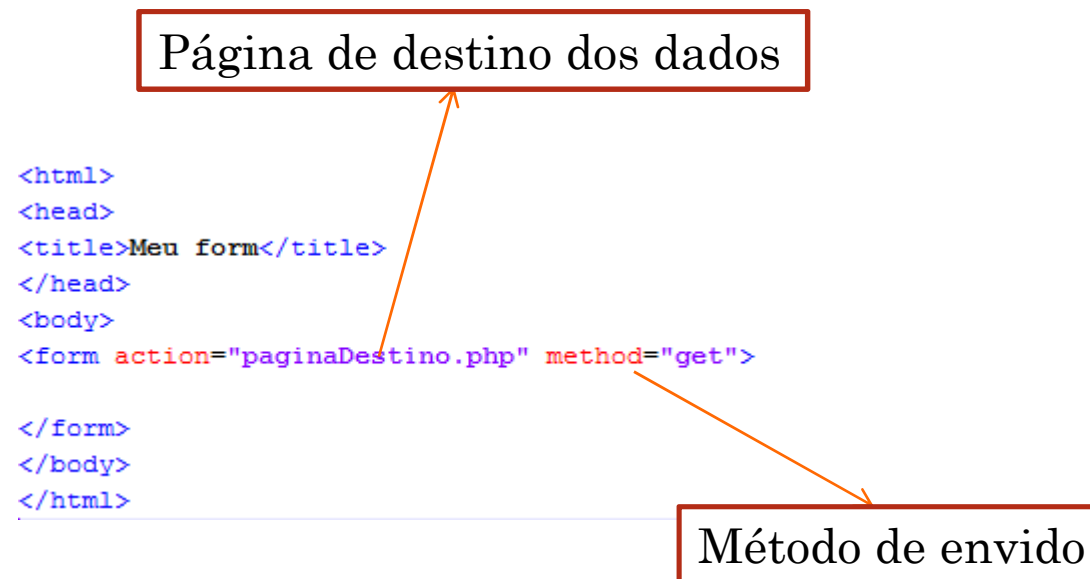 Página de destino dos dados
<html>
<head>
<title>Meu form</title>
</head>
<body>
<form action="paginaDestino.php" method="get">
</form>
</body>
</html>
Método de envido